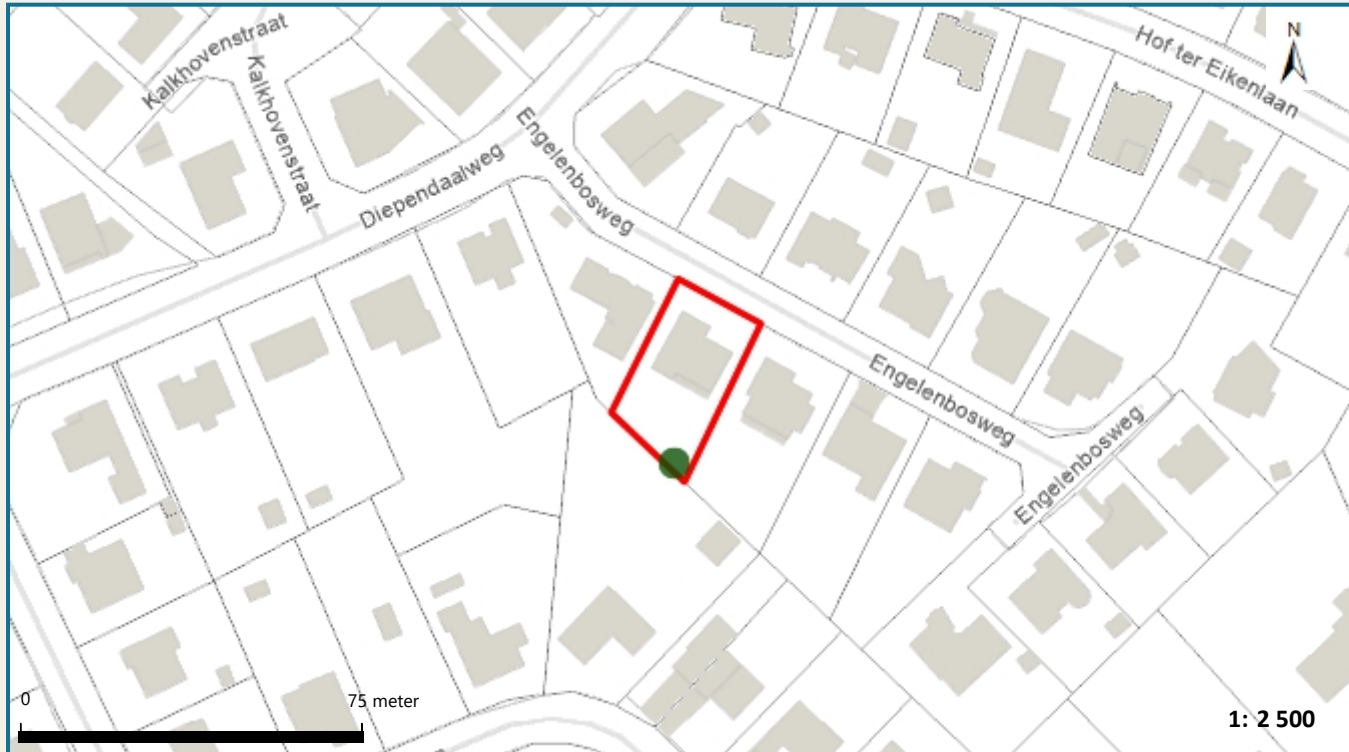 Kalkhovenstraat
Kalkhovenstraat
Diependaalweg
Engelenbosweg
Hof ter Eikenlaan
N
Engelenbosweg
Engelenbosweg
0
75 meter
1: 2 500